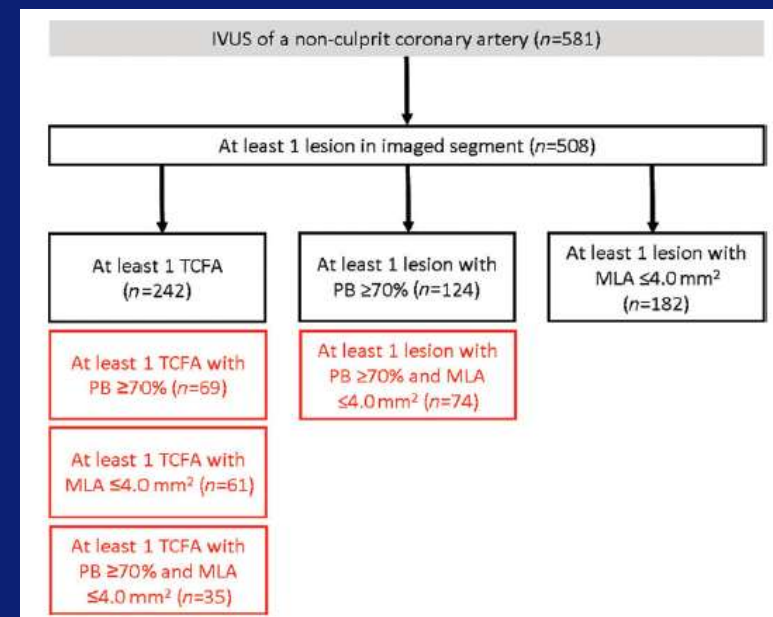 IVUS of a non-culprit coronary artery (n=581)
At least 1 lesion in imaged segment (n=508)
At least 1 TCFA
(n=242)
At least 1 lesion with
PB ≥70% (n=124)
At least 1 lesion with
MLA ≤4.0 mm²
(n=182)
At least 1 TCFA with
PB ≥70% (n=69)
At least 1 lesion with
PB ≥70% and MLA
≤4.0 mm² (n=74)
At least 1 TCFA with
MLA ≤4.0 mm² (n=61)
At least 1 TCFA with
PB ≥70% and MLA
≤4.0 mm² (n=35)